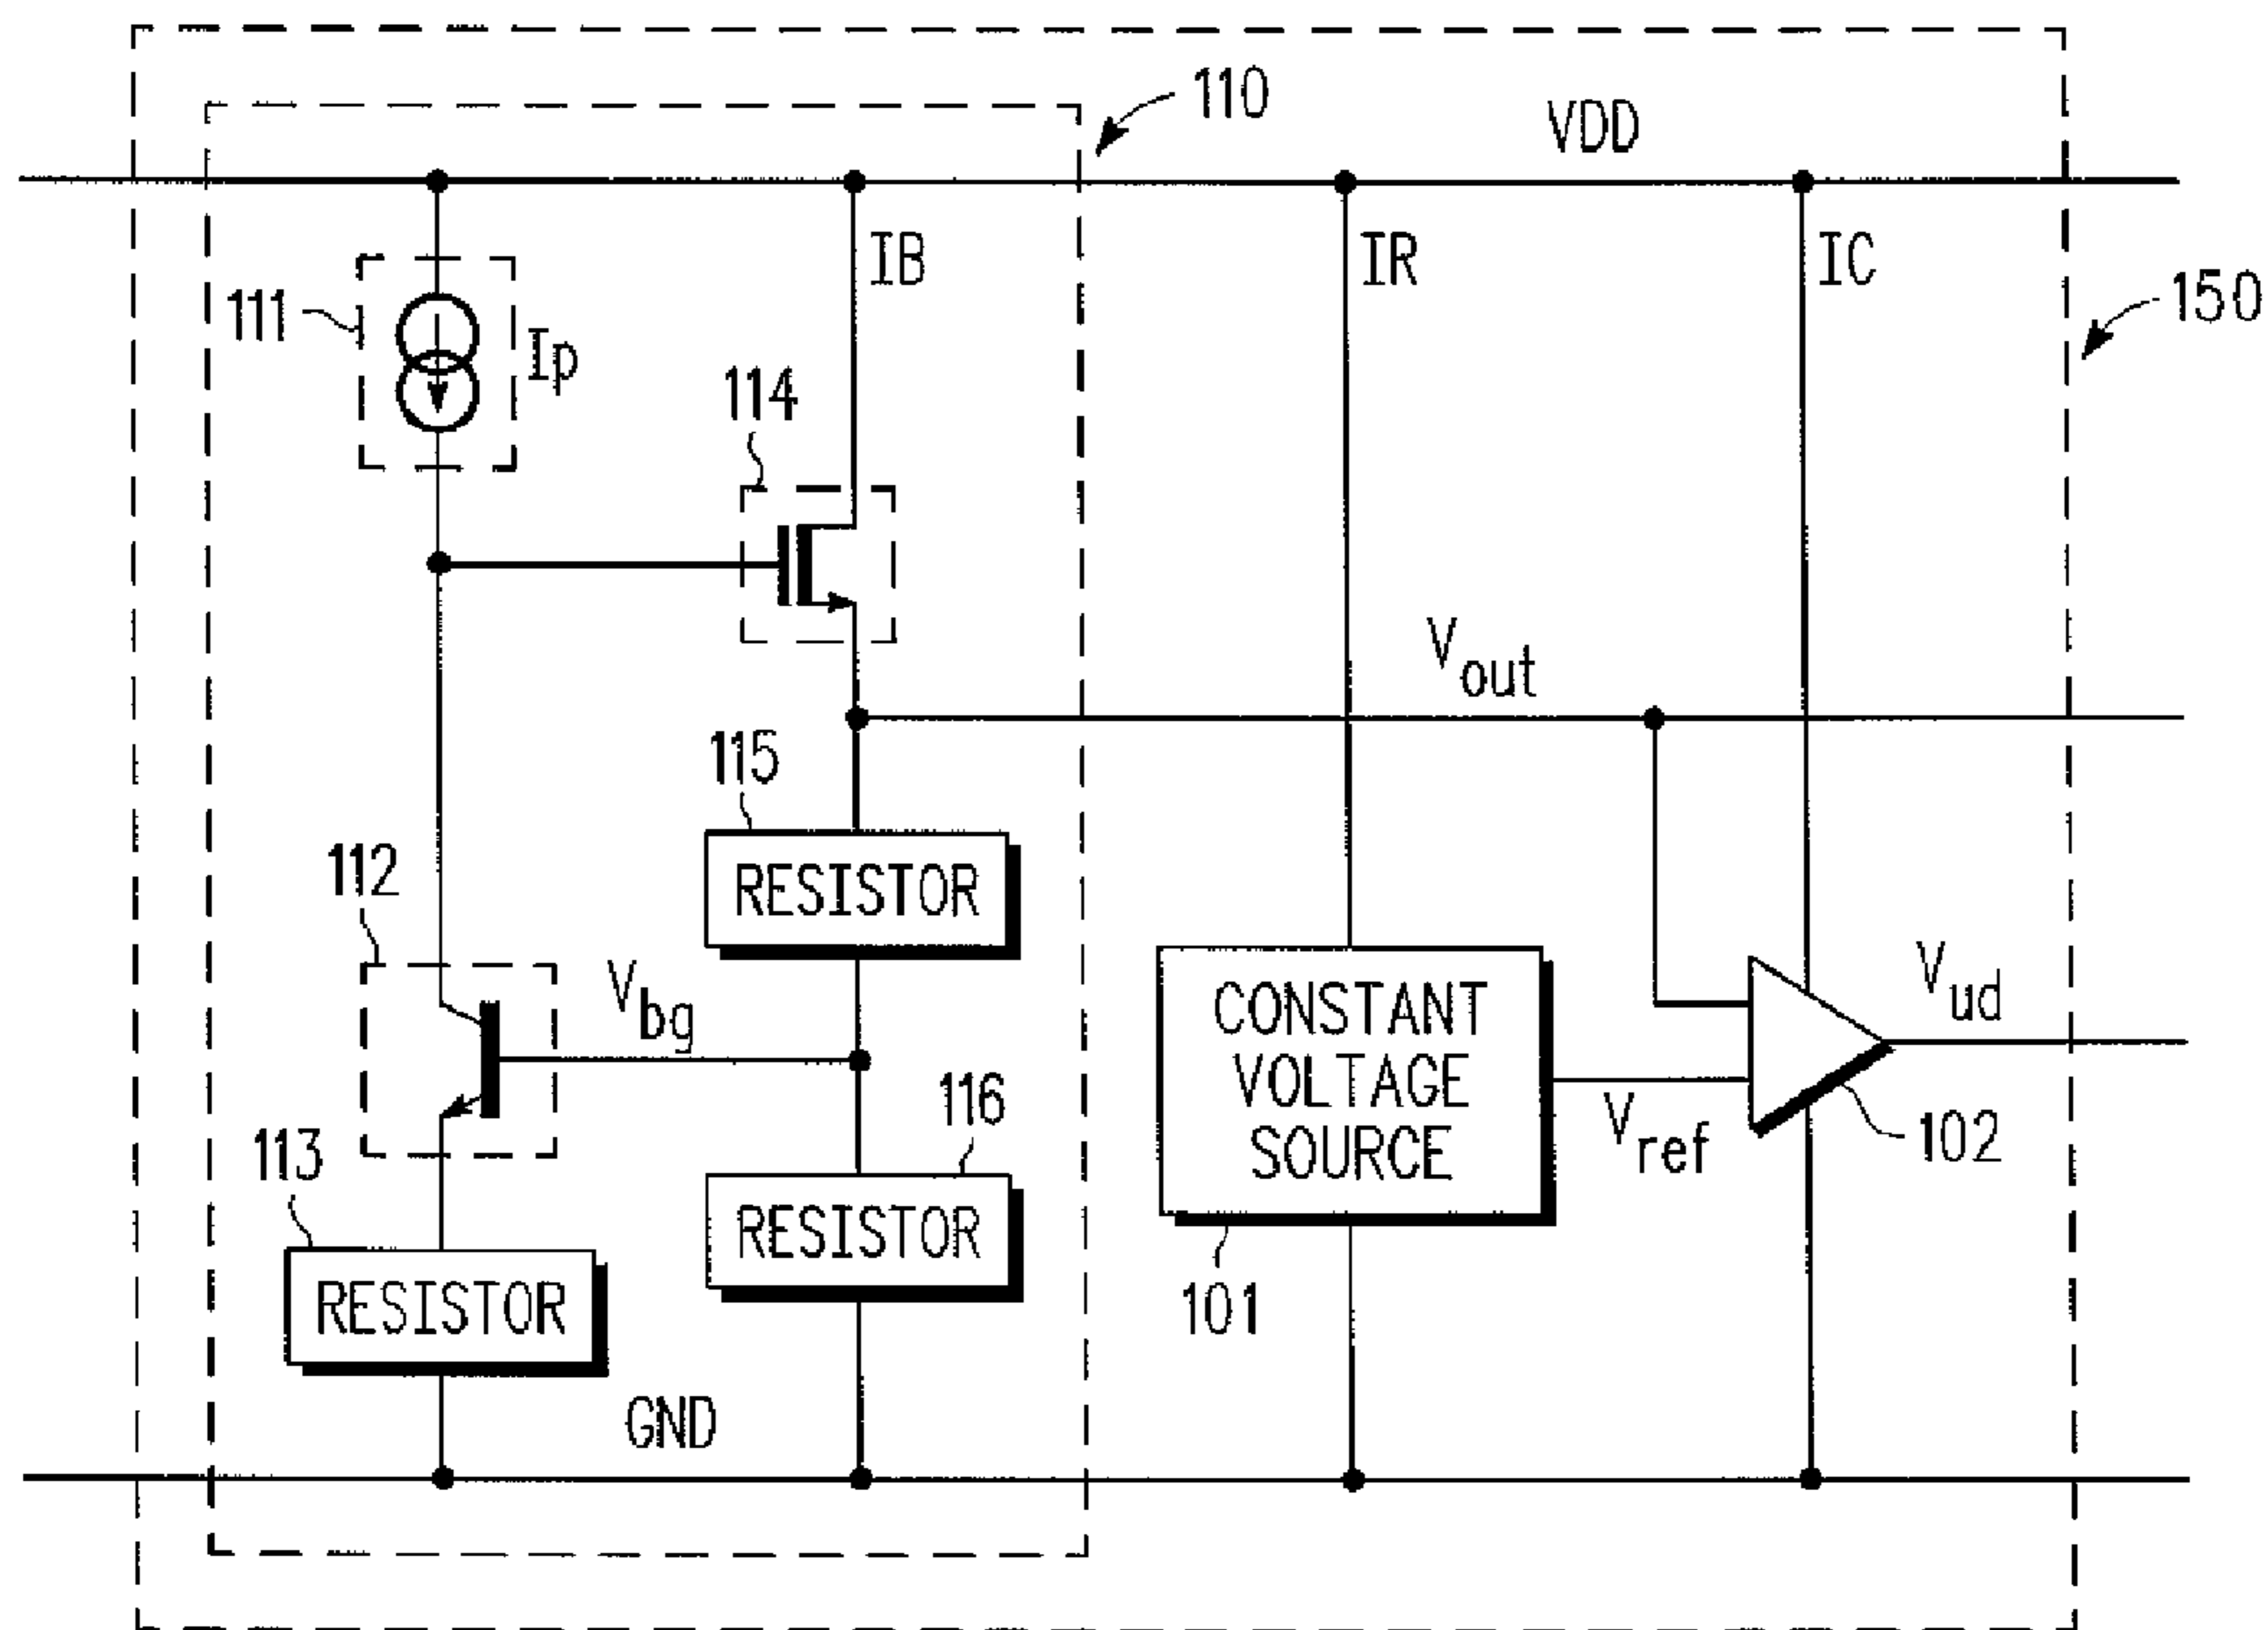 110
VDD
IB
IR
IC
150
111
Ip
114
Vout
115
RESISTOR
112
Vbg
CONSTANT
VOLTAGE
SOURCE
Vud
116
Vref
102
113
RESISTOR
RESISTOR
101
GND